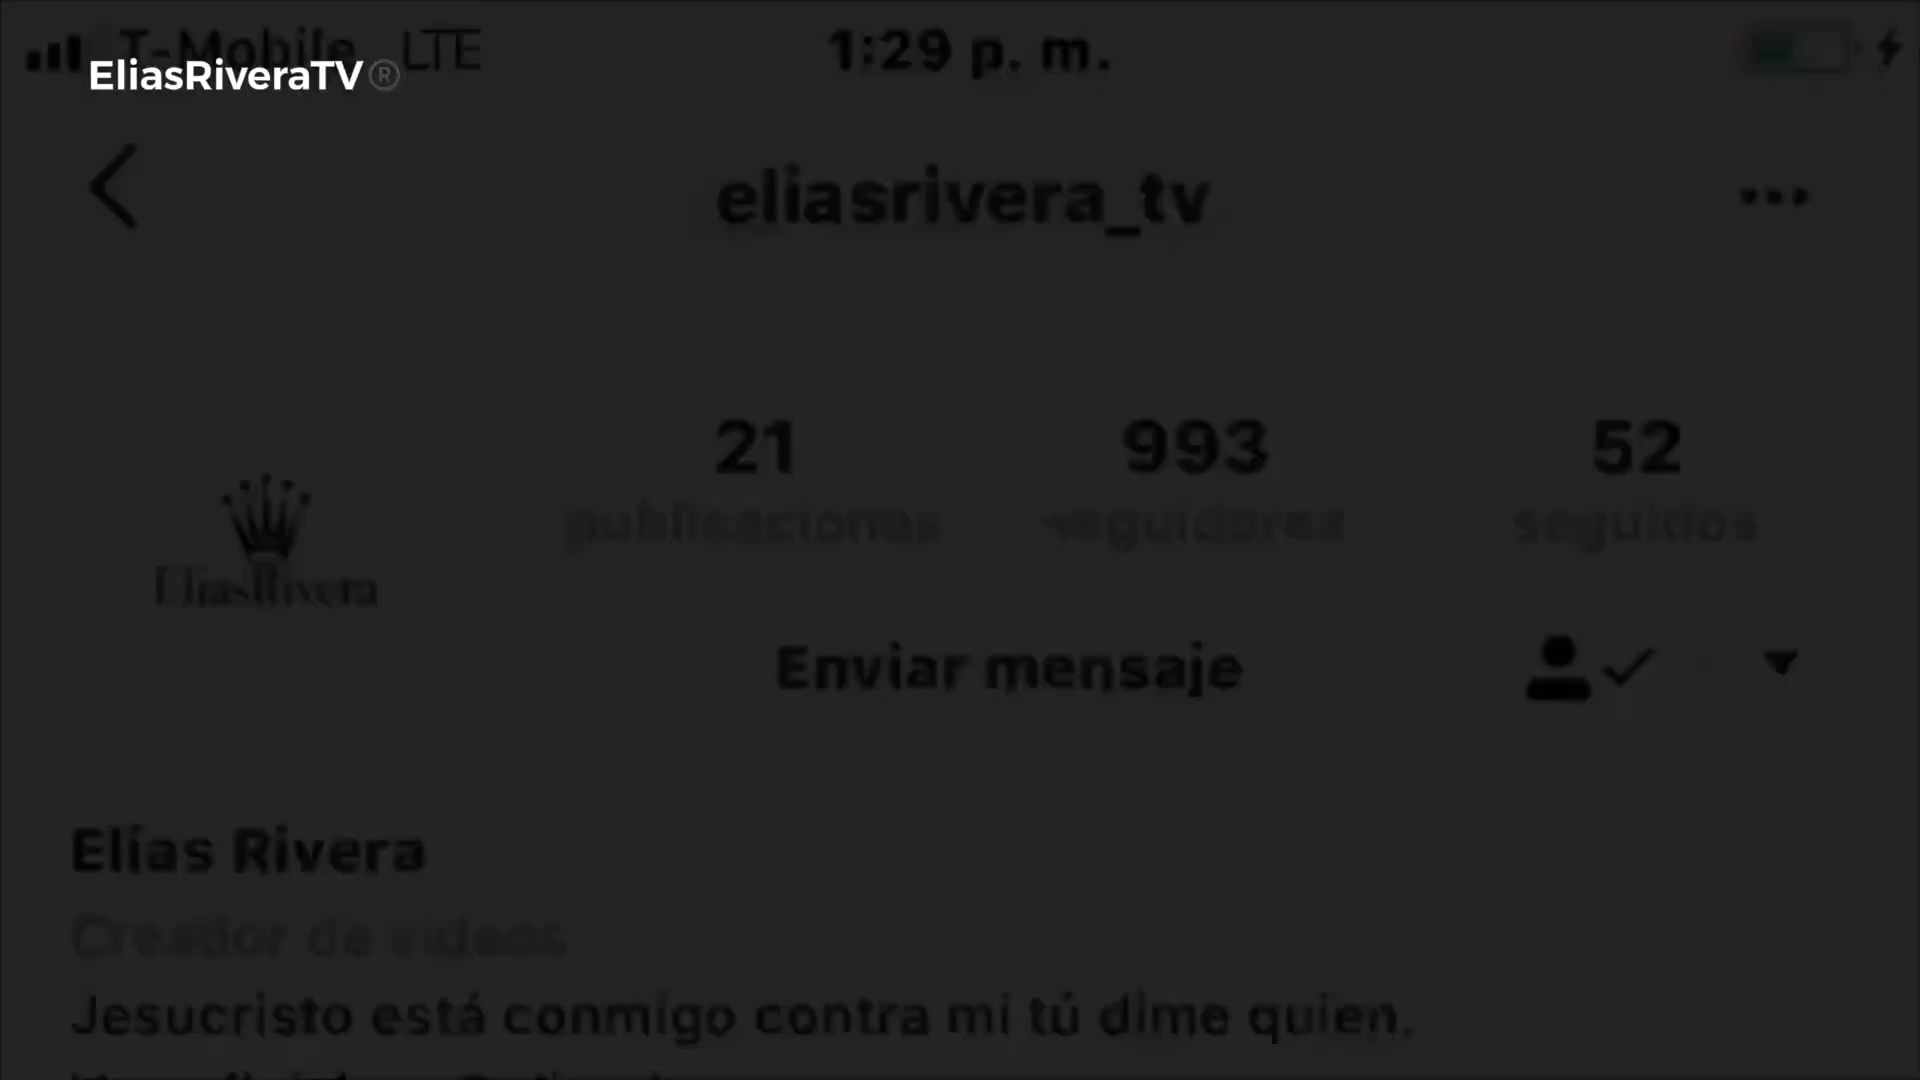 T-Mobile LTE 1:29 p. m.
EliasRiveraTV®
eliasrivera_tv
21 993 52
publicaciones seguidores seguidos
EliasRivera
Enviar mensaje
Elías Rivera
Creador de videos
Jesucristo está conmigo contra mi tú dime quien.